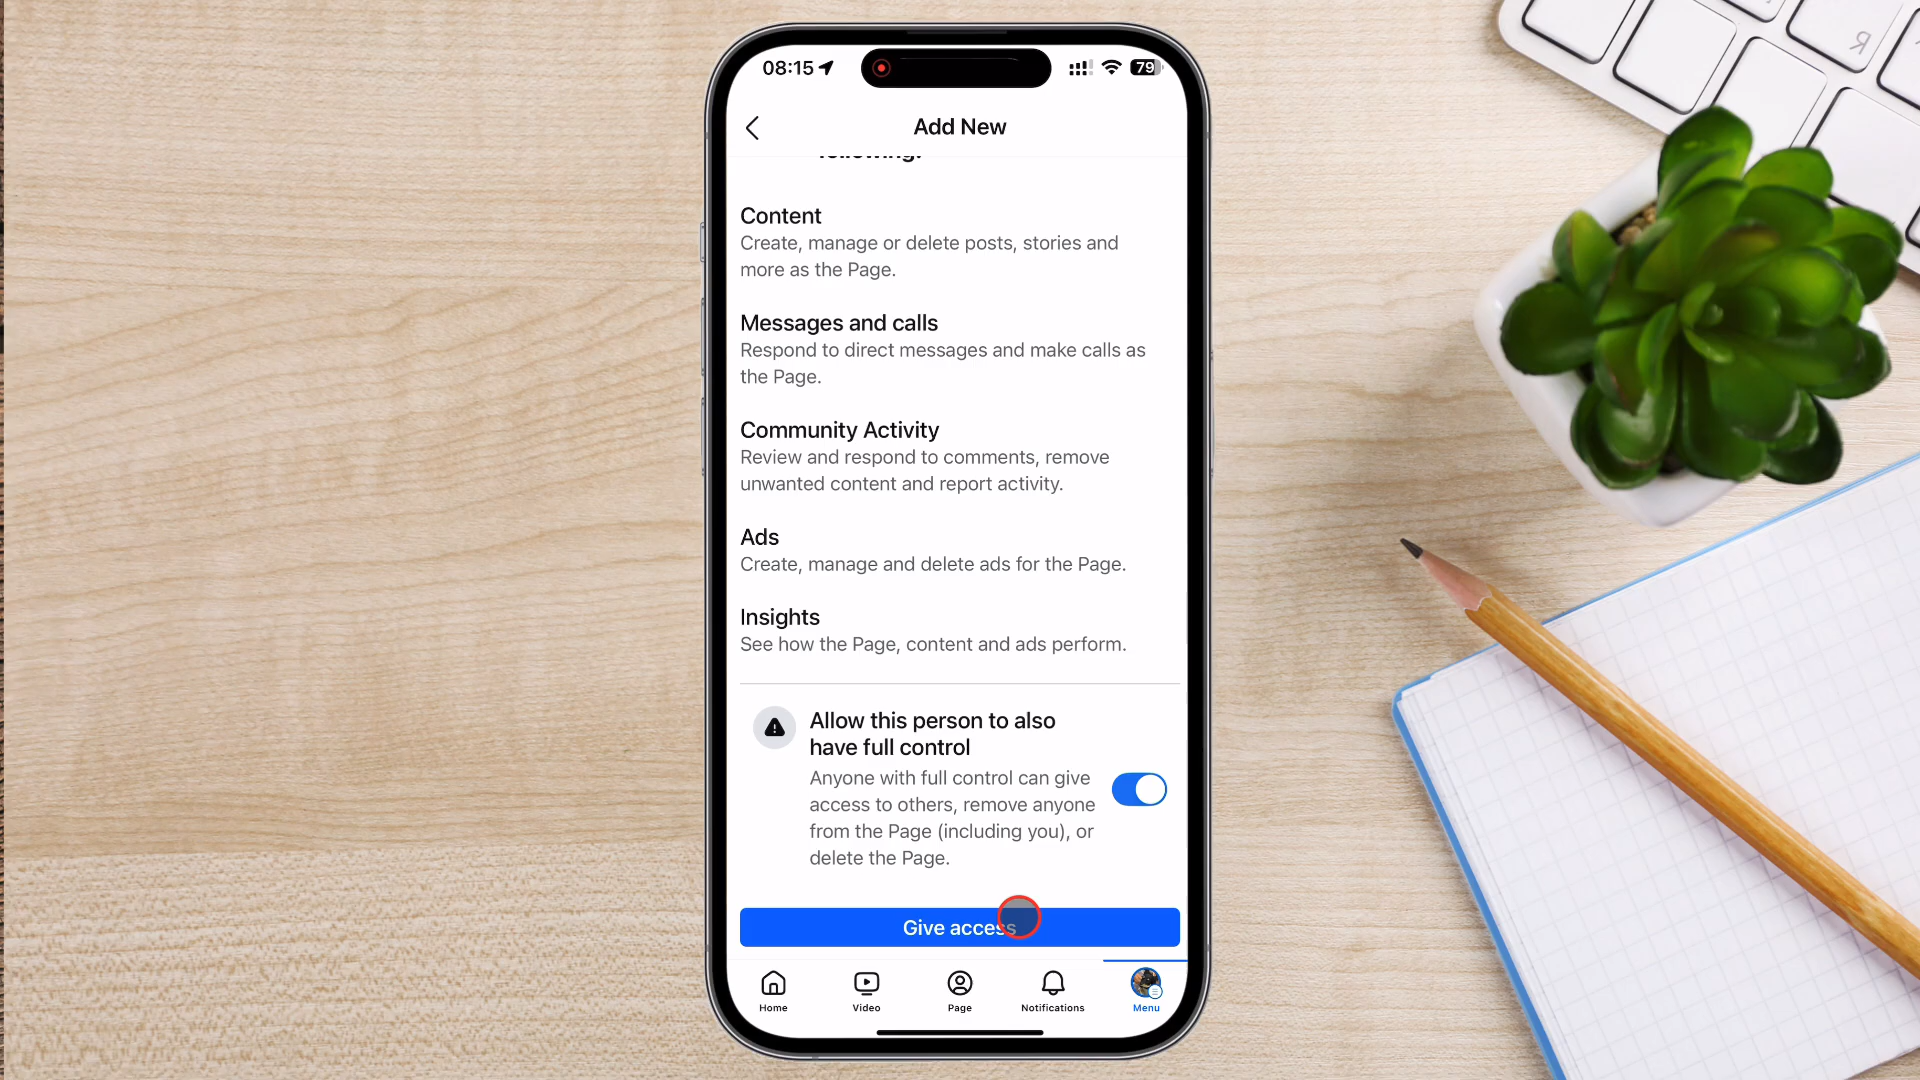 08:15
79
Add New
following:
Content
Create, manage or delete posts, stories and
more as the Page.
Messages and calls
Respond to direct messages and make calls as
the Page.
Community Activity
Review and respond to comments, remove
unwanted content and report activity.
Ads
Create, manage and delete ads for the Page.
Insights
See how the Page, content and ads perform.
Allow this person to also
have full control
Anyone with full control can give
access to others, remove anyone
from the Page (including you), or
delete the Page.
Give access
Home
Video
Page
Notifications
Menu
R